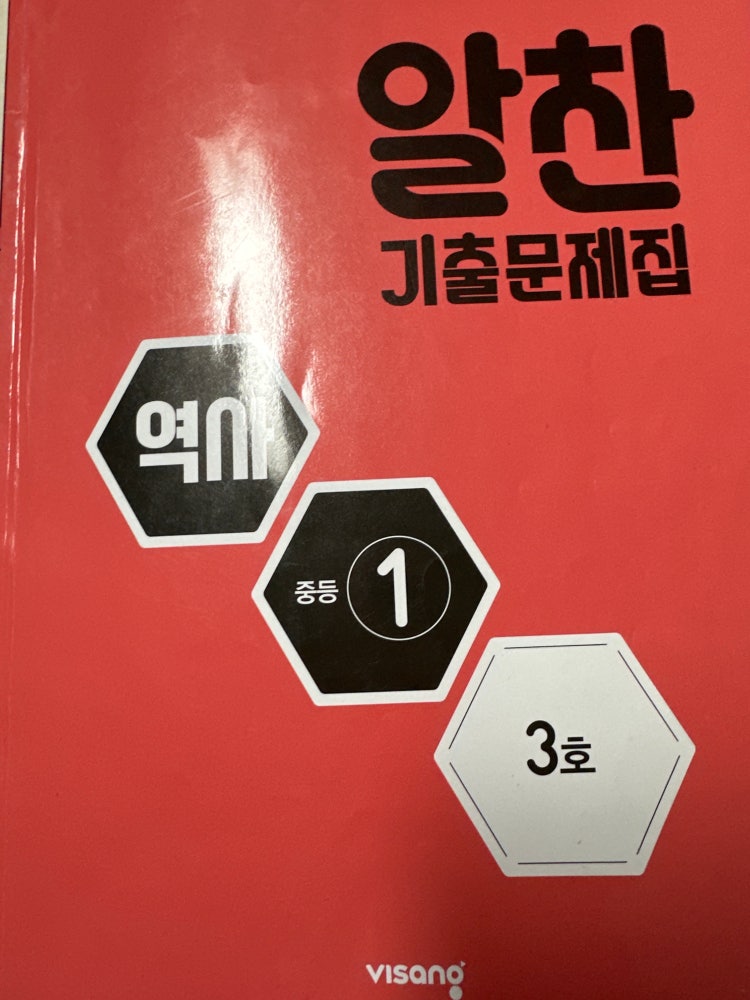 알찬
기출문제집
역사
중등 1
3호
visang